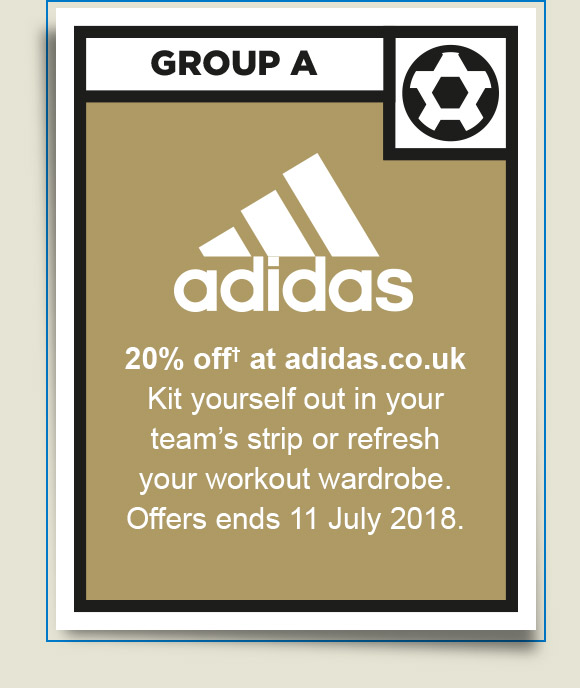 GROUP A
adidas
20% off† at adidas.co.uk
Kit yourself out in your
team’s strip or refresh
your workout wardrobe.
Offers ends 11 July 2018.